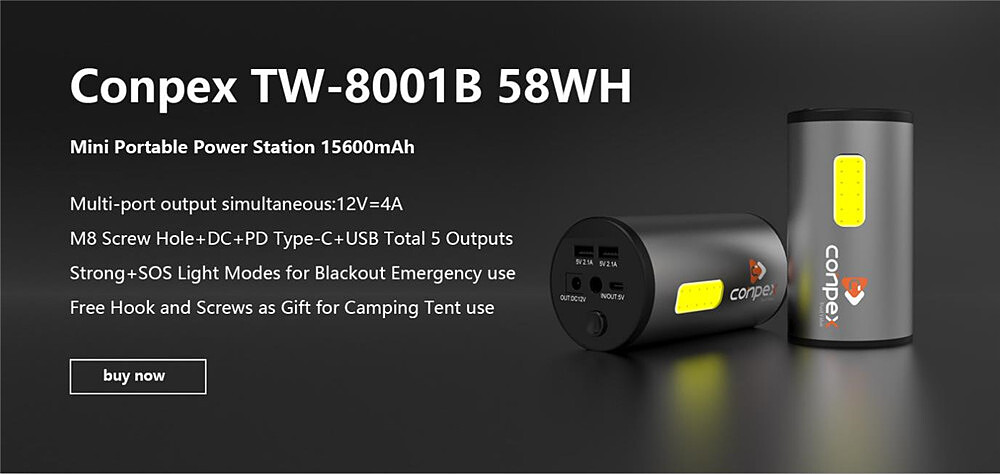 Conpex TW-8001B 58WH
Mini Portable Power Station 15600mAh
Multi-port output simultaneous:12V=4A
M8 Screw Hole+DC+PD Type-C+USB Total 5 Outputs
Strong+SOS Light Modes for Blackout Emergency use
Free Hook and Screws as Gift for Camping Tent use
buy now
5V 2.1A 5V 2.1A
OUT:DC12V IN/OUT:5V
conpex
conpex